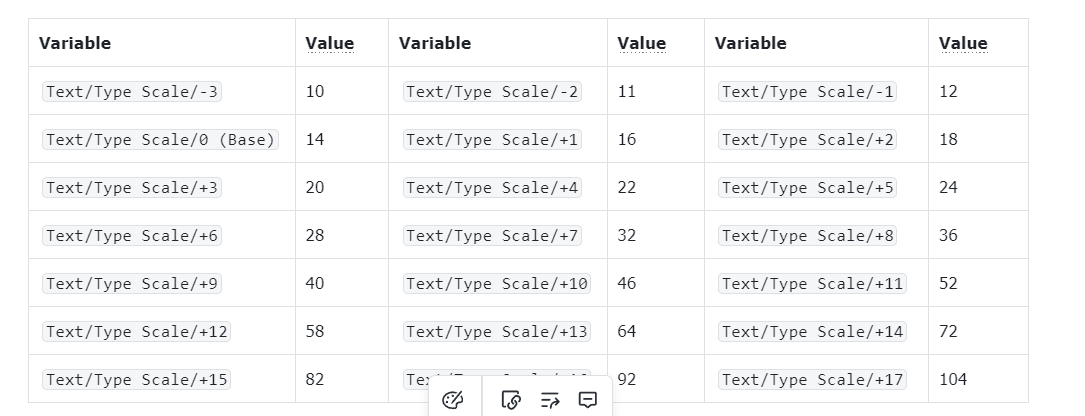 Variable Value Variable Value Variable Value
Text/Type Scale/-3 10 Text/Type Scale/-2 11 Text/Type Scale/-1 12
Text/Type Scale/0 (Base) 14 Text/Type Scale/+1 16 Text/Type Scale/+2 18
Text/Type Scale/+3 20 Text/Type Scale/+4 22 Text/Type Scale/+5 24
Text/Type Scale/+6 28 Text/Type Scale/+7 32 Text/Type Scale/+8 36
Text/Type Scale/+9 40 Text/Type Scale/+10 46 Text/Type Scale/+11 52
Text/Type Scale/+12 58 Text/Type Scale/+13 64 Text/Type Scale/+14 72
Text/Type Scale/+15 82 92 Text/Type Scale/+17 104